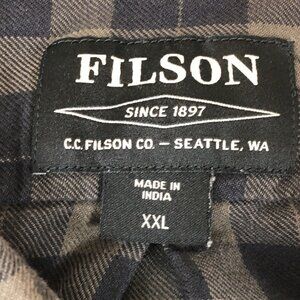 FILSON
SINCE 1897
C.C. FILSON CO. – SEATTLE, WA
MADE IN
INDIA
XXL